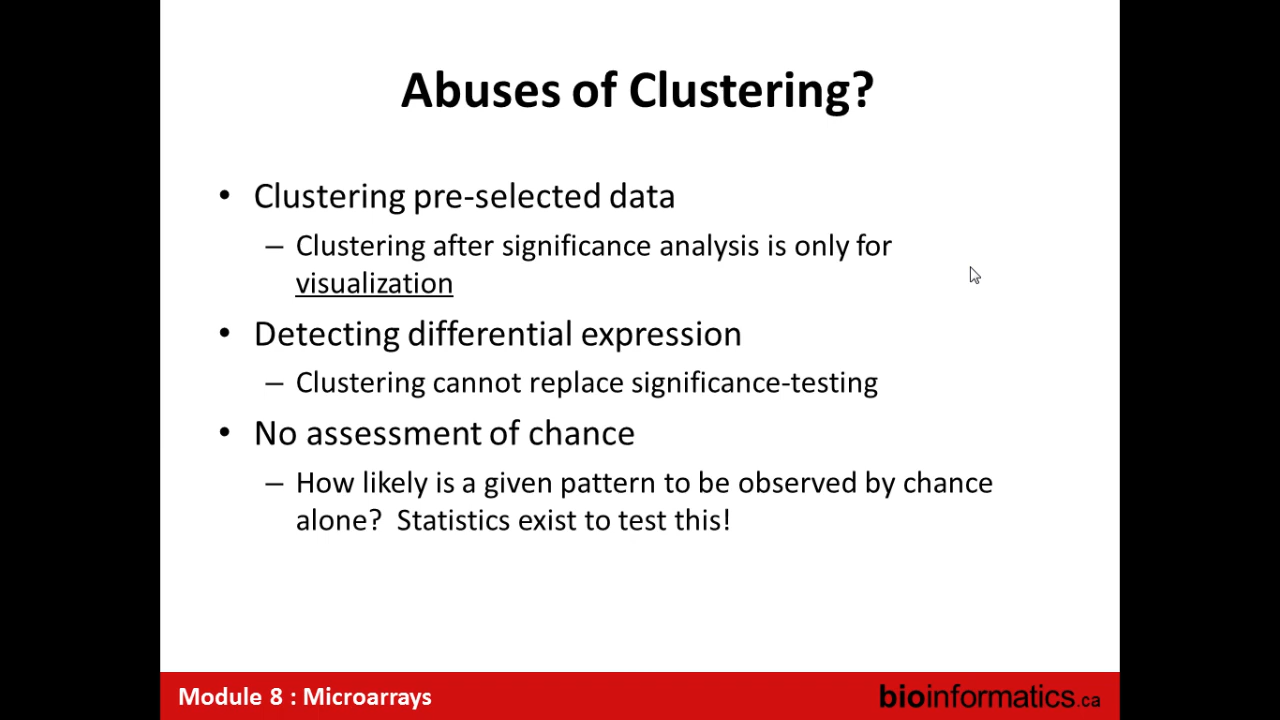 Abuses of Clustering?
• Clustering pre-selected data
– Clustering after significance analysis is only for
visualization
• Detecting differential expression
– Clustering cannot replace significance-testing
• No assessment of chance
– How likely is a given pattern to be observed by chance
alone?  Statistics exist to test this!
Module 8 : Microarrays
bioinformatics.ca